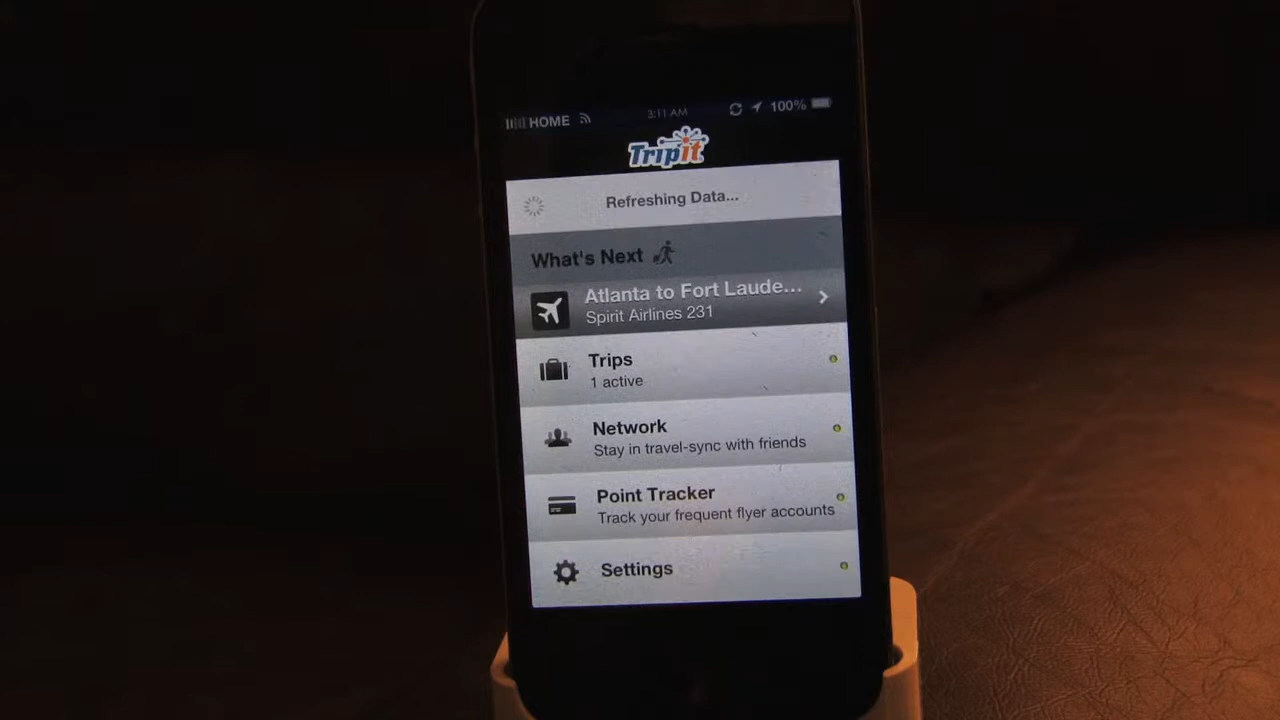 HOME 3:11 AM 100%
Tripit
Refreshing Data...
What's Next
Atlanta to Fort Laude...
Spirit Airlines 231
Trips
1 active
Network
Stay in travel-sync with friends
Point Tracker
Track your frequent flyer accounts
Settings